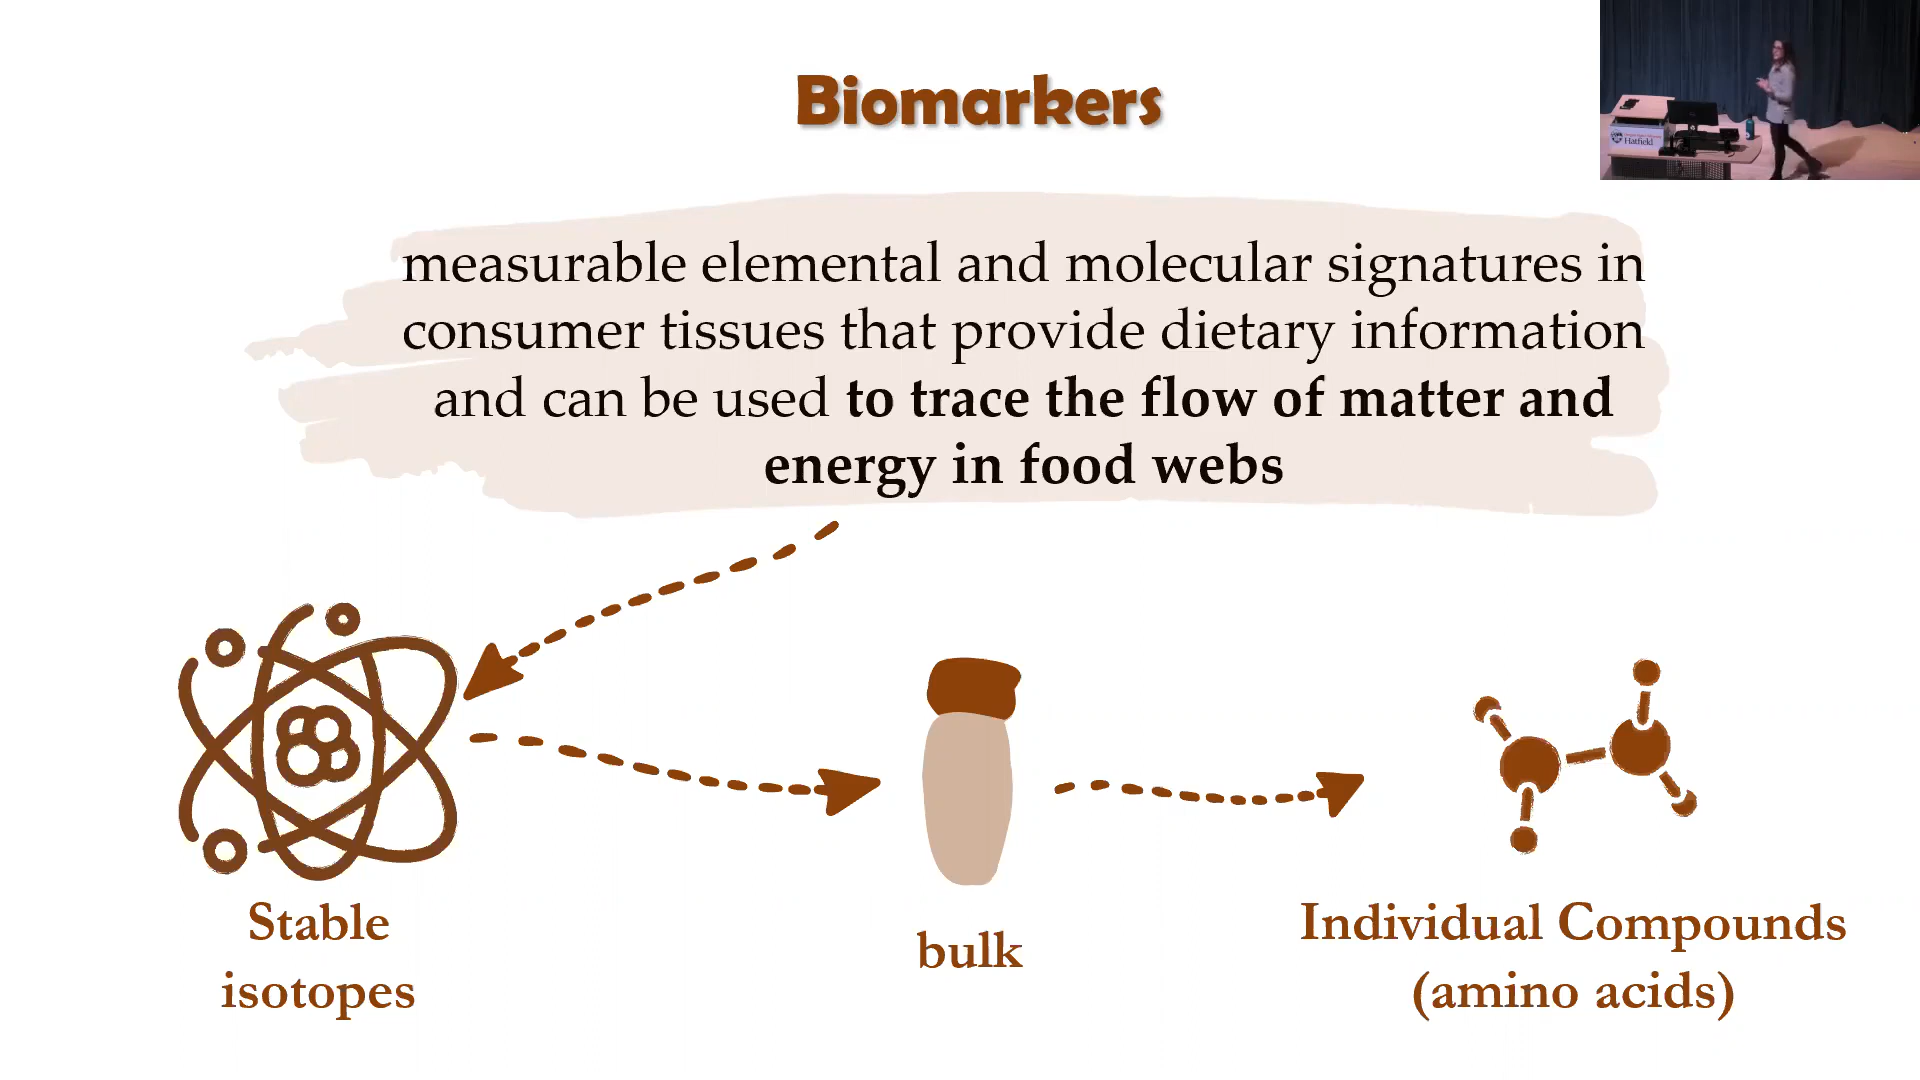 Biomarkers
measurable elemental and molecular signatures in
consumer tissues that provide dietary information
and can be used to trace the flow of matter and
energy in food webs
Stable
isotopes
bulk
Individual Compounds
(amino acids)
Hatfield